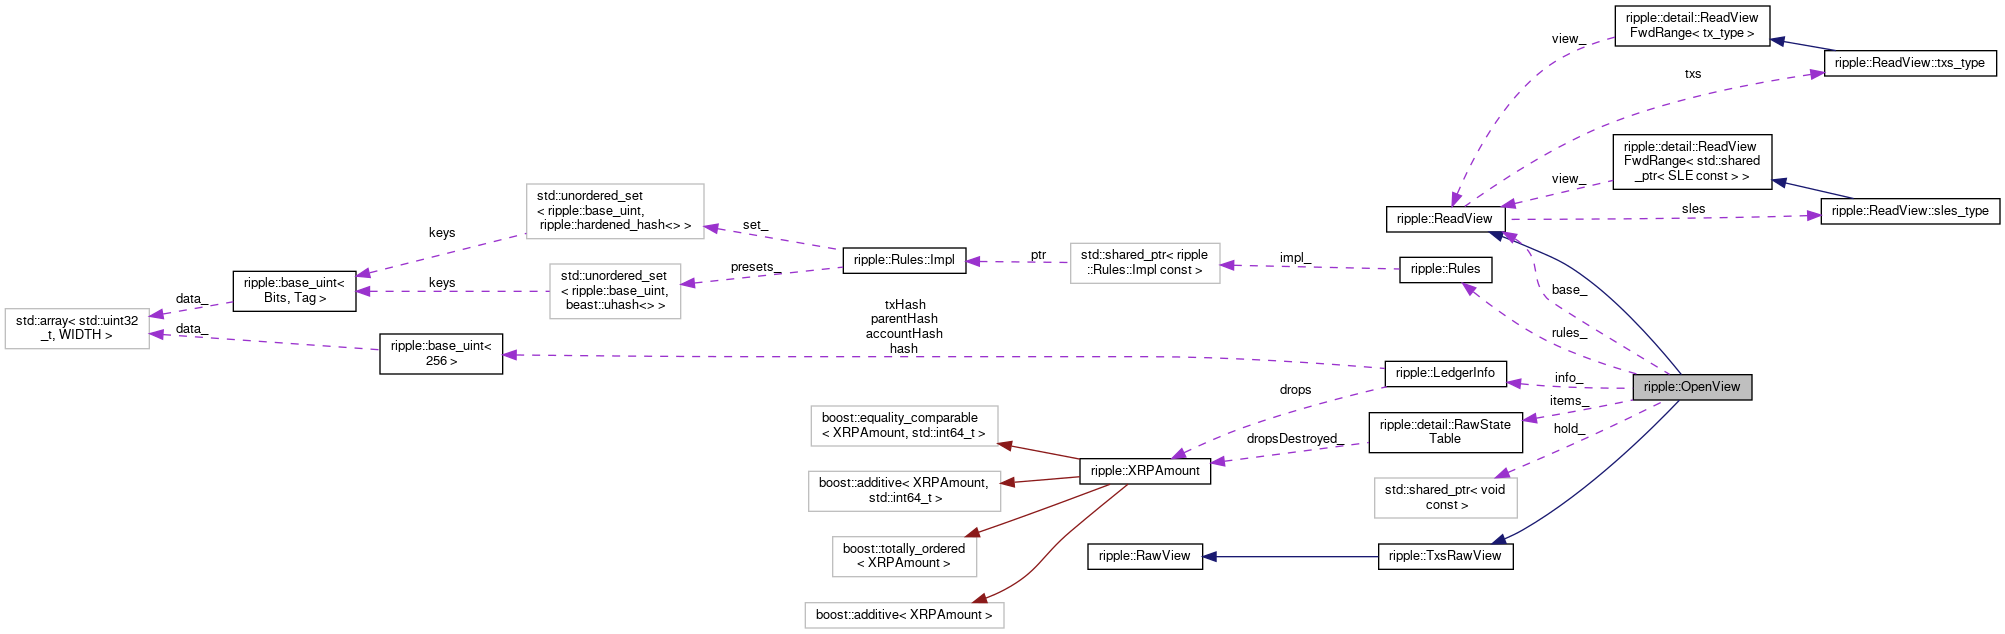 ripple::detail::ReadView
FwdRange< tx_type >
view_
ripple::ReadView::txs_type
txs
ripple::detail::ReadView
FwdRange< std::shared
_ptr< SLE const > >
view_
ripple::ReadView::sles_type
sles
ripple::ReadView
std::unordered_set
< ripple::base_uint,
ripple::hardened_hash<> >
keys
set_
ripple::Rules::Impl
ptr
std::shared_ptr< ripple
::Rules::Impl const >
impl_
ripple::Rules
presets_
std::unordered_set
< ripple::base_uint,
beast::uhash<> >
keys
ripple::base_uint<
Bits, Tag >
data_
std::array< std::uint32
_t, WIDTH >
data_
ripple::base_uint<
256 >
txHash
parentHash
accountHash
hash
base_
rules_
ripple::LedgerInfo
info_
ripple::OpenView
drops
items_
boost::equality_comparable
< XRPAmount, std::int64_t >
ripple::detail::RawState
Table
hold_
dropsDestroyed_
ripple::XRPAmount
boost::additive< XRPAmount,
std::int64_t >
std::shared_ptr< void
const >
boost::totally_ordered
< XRPAmount >
ripple::RawView
ripple::TxsRawView
boost::additive< XRPAmount >